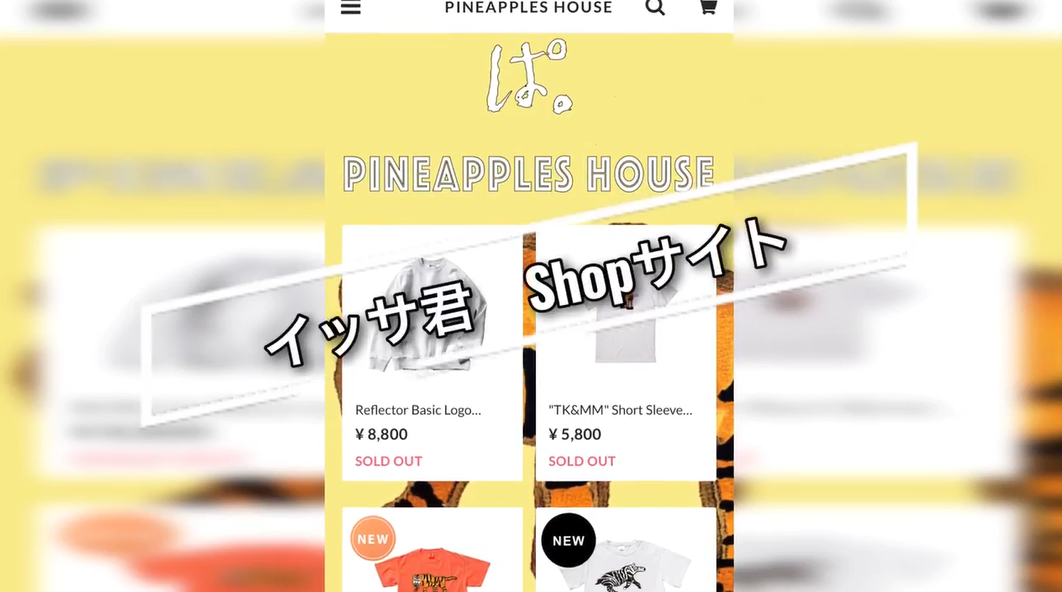 PINEAPPLES HOUSE
ぱ。
PINEAPPLES HOUSE
イッサ君 Shopサイト
Reflector Basic Logo...
¥ 8,800
SOLD OUT
"TK&MM" Short Sleeve...
¥ 5,800
SOLD OUT
NEW
NEW